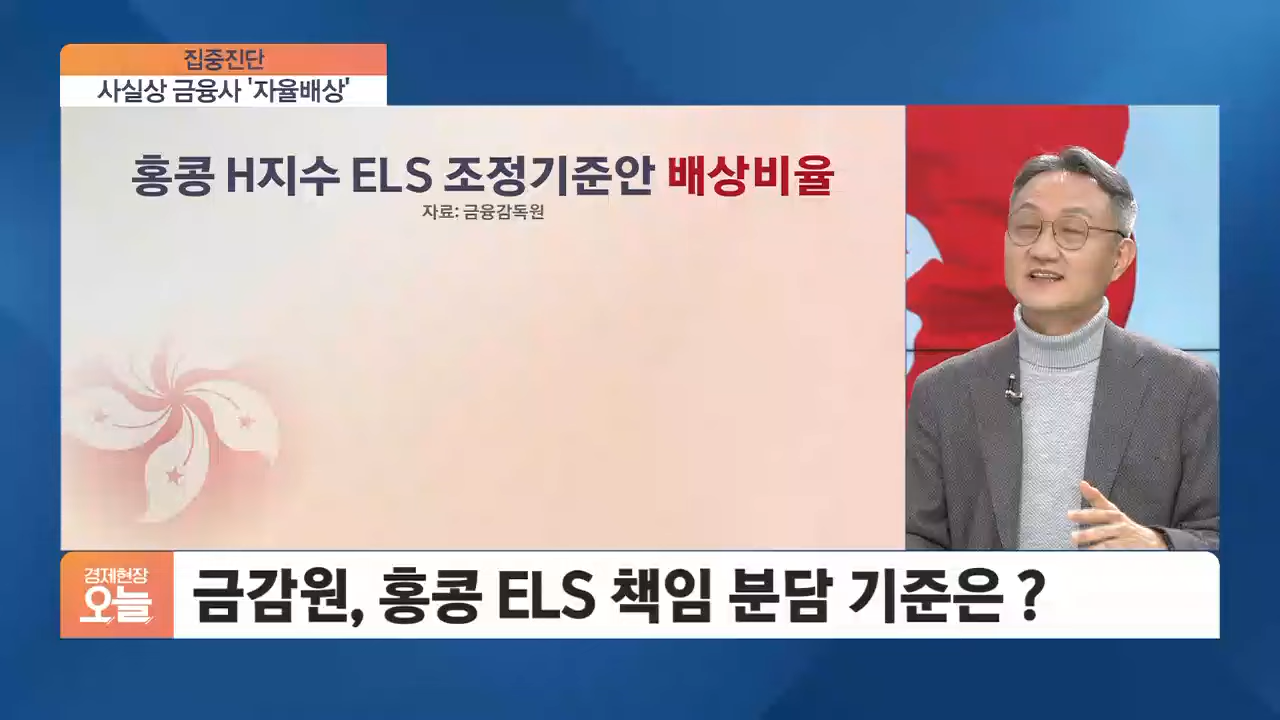 집중진단
사실상 금융사 '자율배상'
홍콩 H지수 ELS 조정기준안 배상비율
자료: 금융감독원
경제현장
오늘
금감원, 홍콩 ELS 책임 분담 기준은?